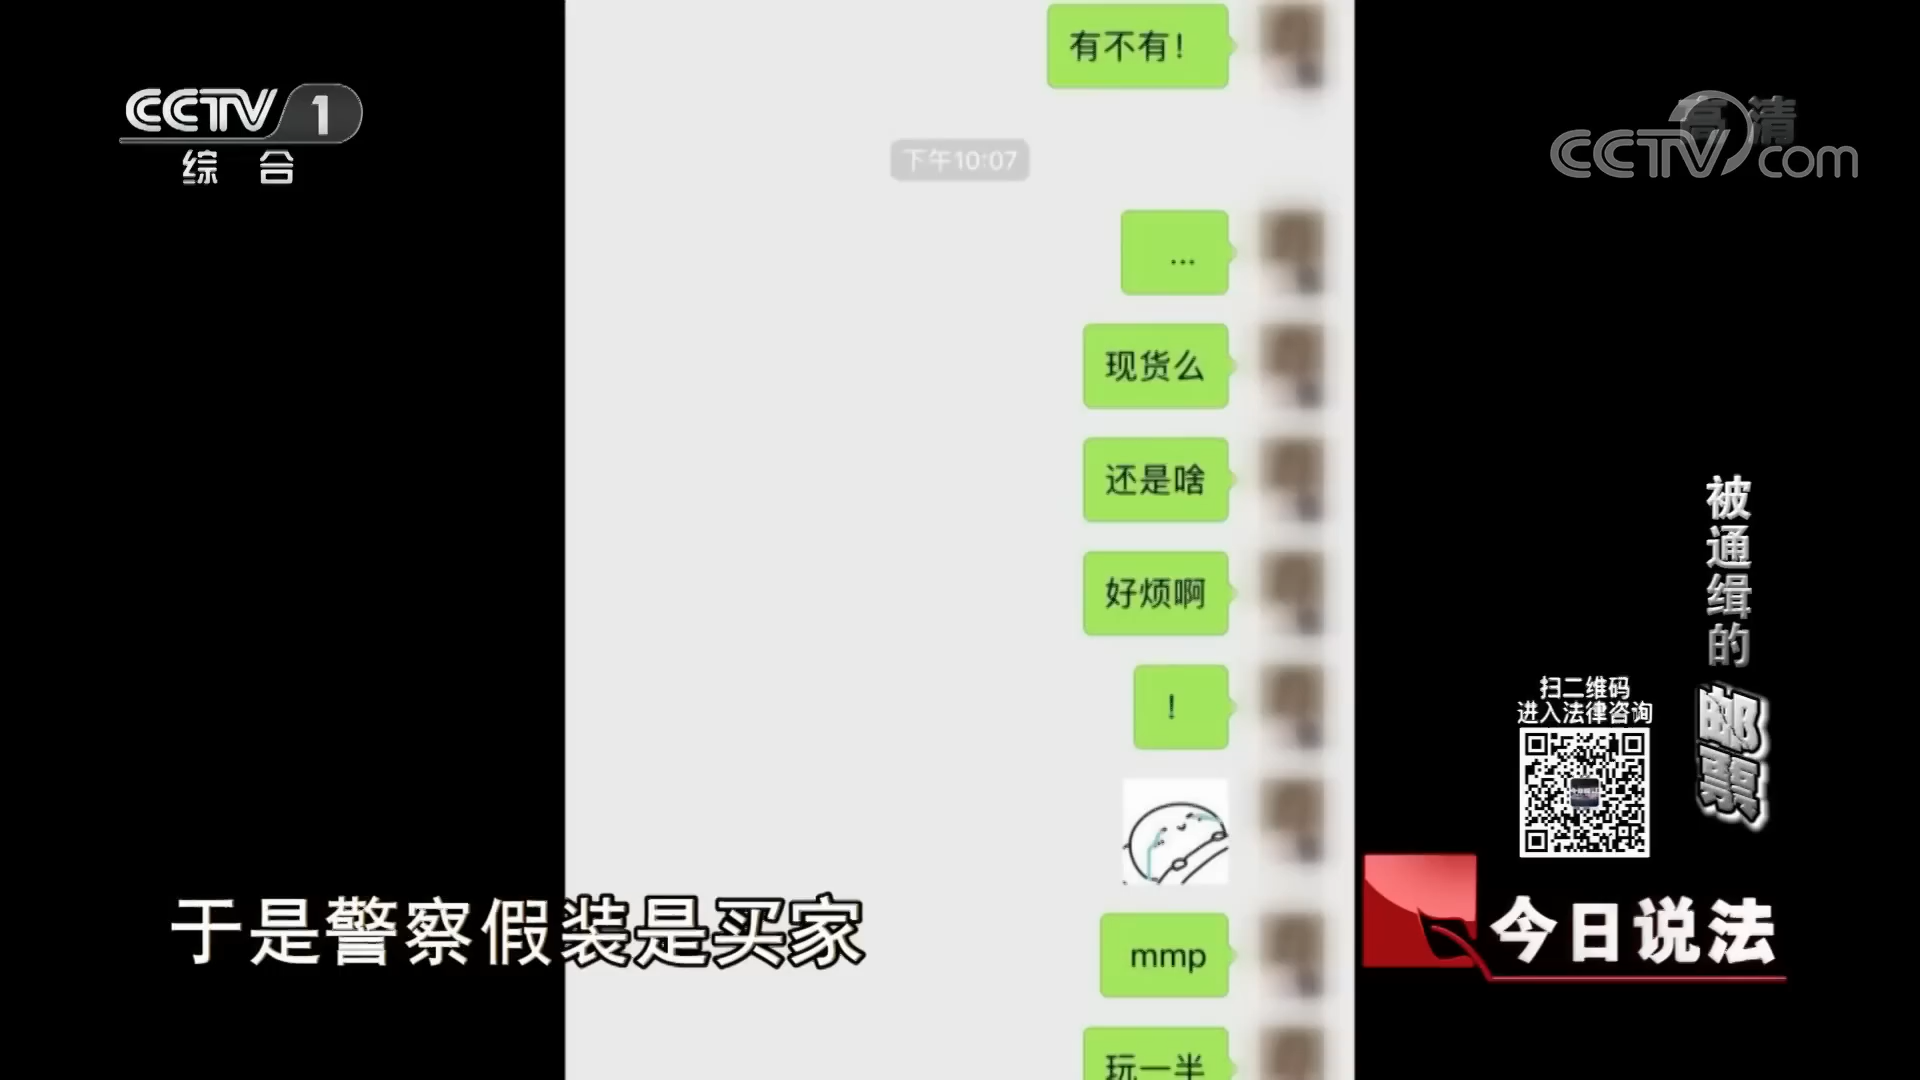 CCTV 1
综 合
高清
CCTV.com
有不有！
下午10:07
...
现货么
还是啥
好烦啊
！
mmp
玩一半
被通缉的
邮票
扫二维码
进入法律咨询
于是警察假装是买家
今日说法